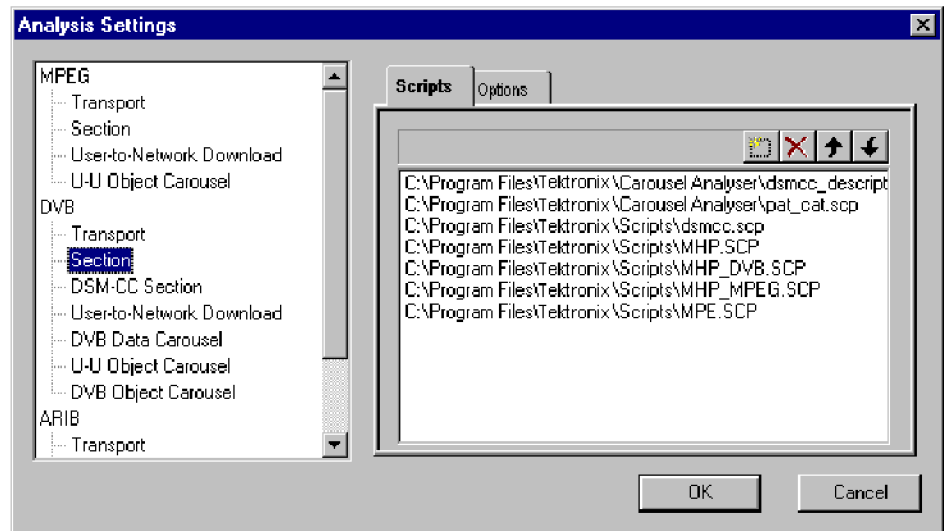 Analysis Settings
MPEG
Transport
Section
User-to-Network Download
U-U Object Carousel
DVB
Transport
Section
DSM-CC Section
User-to-Network Download
DVB Data Carousel
U-U Object Carousel
DVB Object Carousel
ARIB
Transport
Scripts
Options
C:\Program Files\Tektronix\Carousel Analyser\dsmcc_descript
C:\Program Files\Tektronix\Carousel Analyser\pat_cat.scp
C:\Program Files\Tektronix\Scripts\dsmcc.scp
C:\Program Files\Tektronix\Scripts\MHP.SCP
C:\Program Files\Tektronix\Scripts\MHP_DVB.SCP
C:\Program Files\Tektronix\Scripts\MHP_MPEG.SCP
C:\Program Files\Tektronix\Scripts\MPE.SCP
OK
Cancel